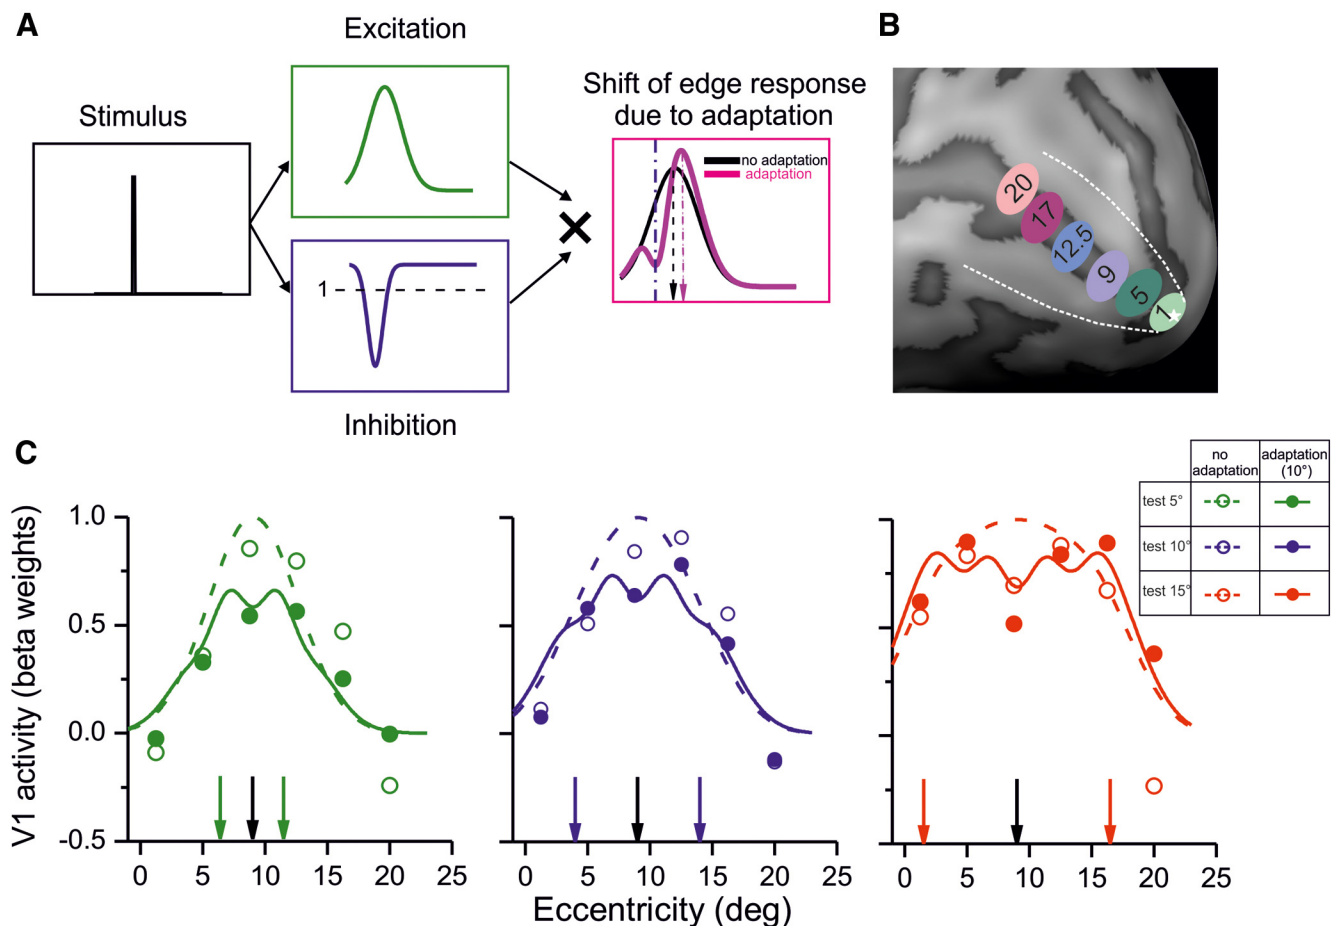 A
Excitation
Stimulus
1
Inhibition
Shift of edge response
due to adaptation
no adaptation
adaptation
B
20
17
12.5
9
5
1
C
no
adaptation
adaptation
(10°)
test 5°
test 10°
test 15°
V1 activity (beta weights)
1.0
0.5
0.0
-0.5
0 5 10 15 20 25
0 5 10 15 20 25
0 5 10 15 20 25
Eccentricity (deg)